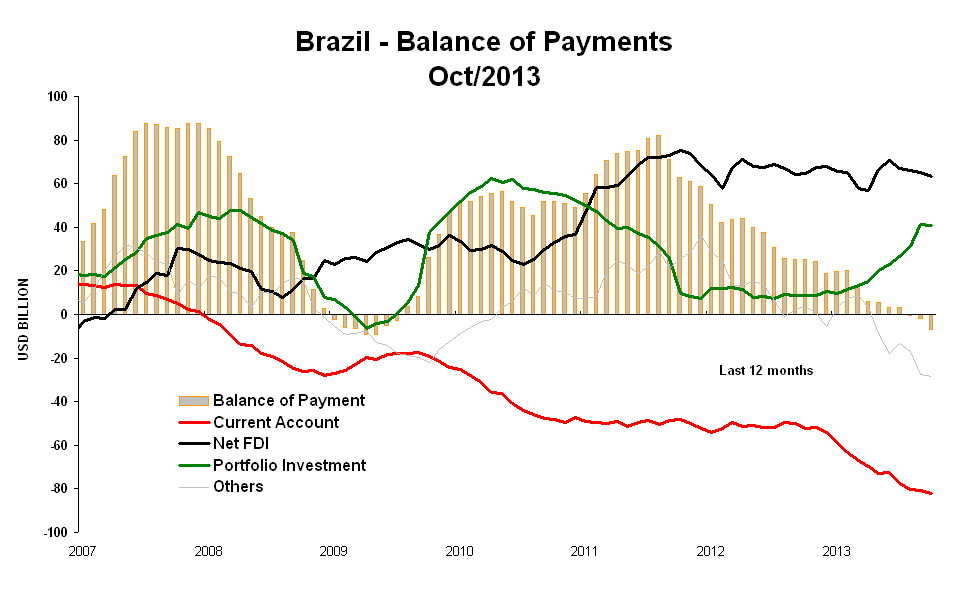 Brazil - Balance of Payments
Oct/2013
USD BILLION
100
80
60
40
20
0
-20
-40
-60
-80
-100
Last 12 months
Balance of Payment
Current Account
Net FDI
Portfolio Investment
Others
2007
2008
2009
2010
2011
2012
2013